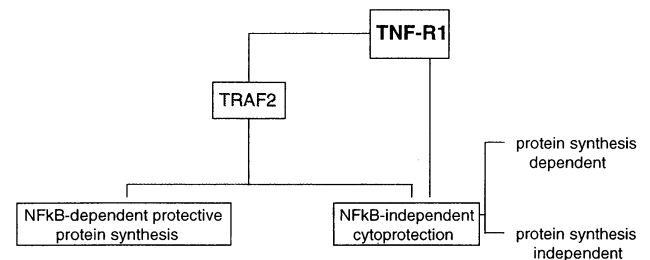 TNF-R1
TRAF2
protein synthesis
dependent
NFkB-dependent protective
protein synthesis
NFkB-independent
cytoprotection
protein synthesis
independent